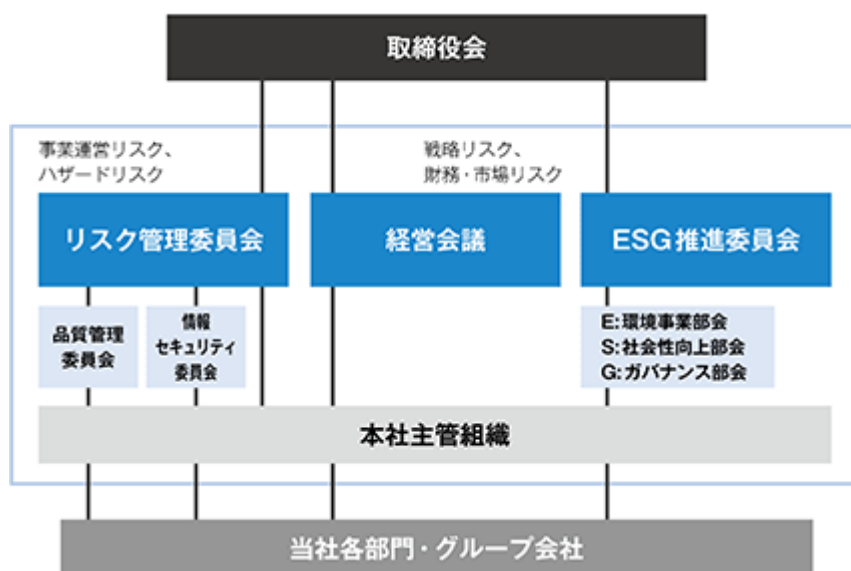 取締役会
事業運営リスク、
ハザードリスク
戦略リスク、
財務・市場リスク
リスク管理委員会
経営会議
ESG推進委員会
品質管理
委員会
情報
セキュリティ
委員会
E:環境事業部会
S:社会性向上部会
G:ガバナンス部会
本社主管組織
当社各部門・グループ会社